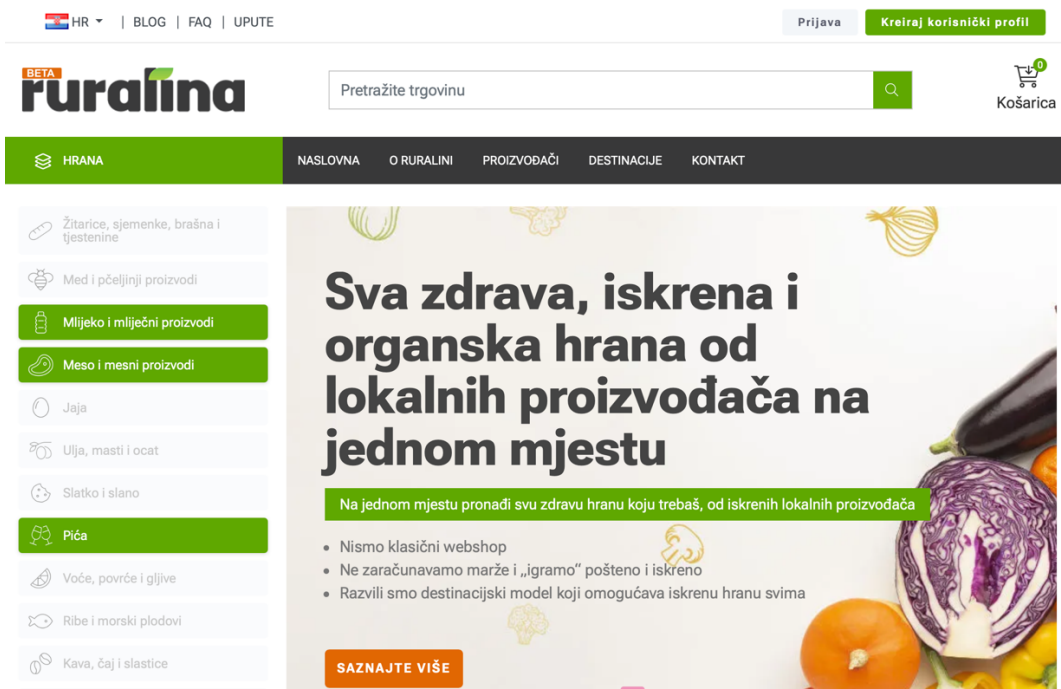 HR | BLOG | FAQ | UPUTE
Prijava
Kreiraj korisnički profil
BETA
ruralina
Pretražite trgovinu
0
Košarica
HRANA
NASLOVNA
O RURALINI
PROIZVOĐAČI
DESTINACIJE
KONTAKT
Žitarice, sjemenke, brašna i
tjestenine
Med i pčeljinji proizvodi
Mlijeko i mliječni proizvodi
Meso i mesni proizvodi
Jaja
Ulja, masti i ocat
Slatko i slano
Pića
Voće, povrće i gljive
Ribe i morski plodovi
Kava, čaj i slastice
Sva zdrava, iskrena i
organska hrana od
lokalnih proizvođača na
jednom mjestu
Na jednom mjestu pronađi svu zdravu hranu koju trebaš, od iskrenih lokalnih proizvođača
• Nismo klasični webshop
• Ne zaračunavamo marže i „igramo“ pošteno i iskreno
• Razvili smo destinacijski model koji omogućava iskrenu hranu svima
SAZNAJTE VIŠE